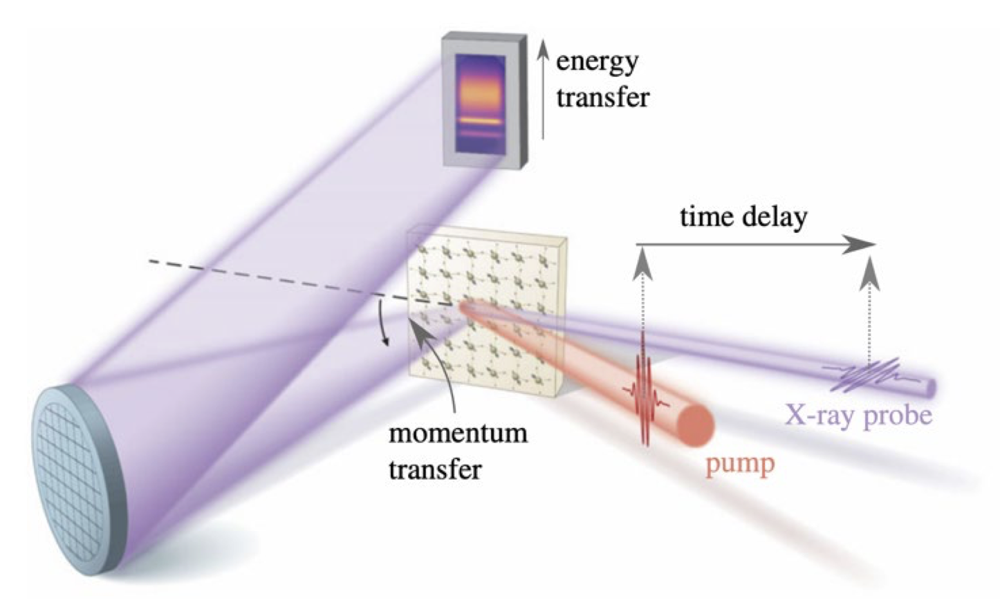 energy
transfer
time delay
X-ray probe
momentum
transfer
pump